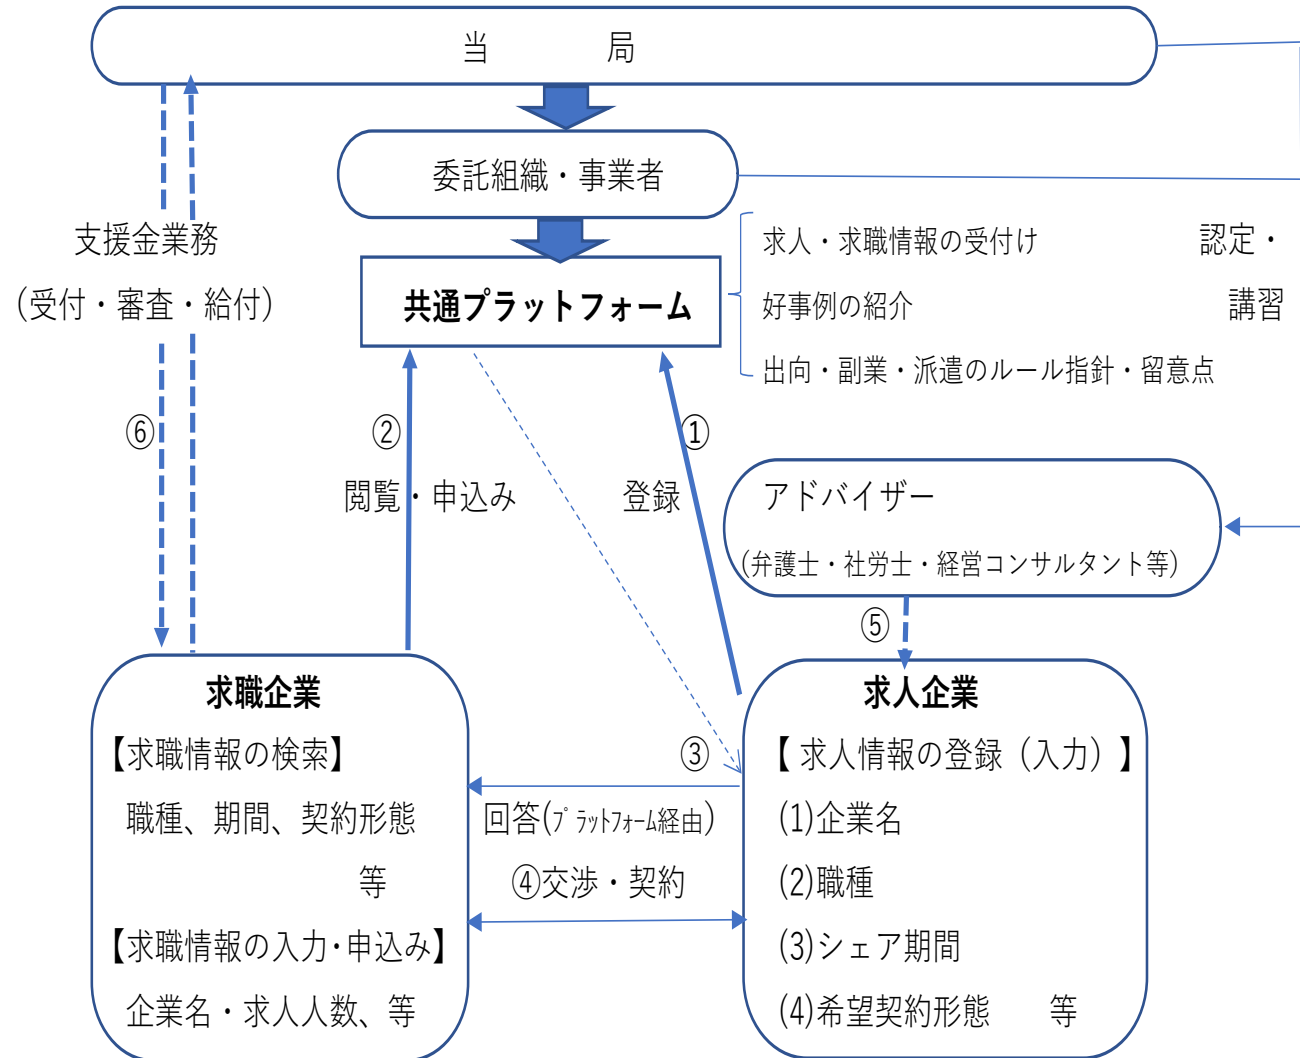 当　　　局
委託組織・事業者
支援金業務
(受付・審査・給付)
共通プラットフォーム
求人・求職情報の受付け
好事例の紹介
出向・副業・派遣のルール指針・留意点
認定・
講習
⑥
②
閲覧・申込み
①
登録
アドバイザー
(弁護士・社労士・経営コンサルタント等)
⑤
求職企業
【求職情報の検索】
職種、期間、契約形態
等
【求職情報の入力・申込み】
企業名・求人人数、等
③
回答(ﾌﾟﾗｯﾄﾌｫｰﾑ経由)
④交渉・契約
求人企業
【 求人情報の登録（入力）】
(1)企業名
(2)職種
(3)シェア期間
(4)希望契約形態　等